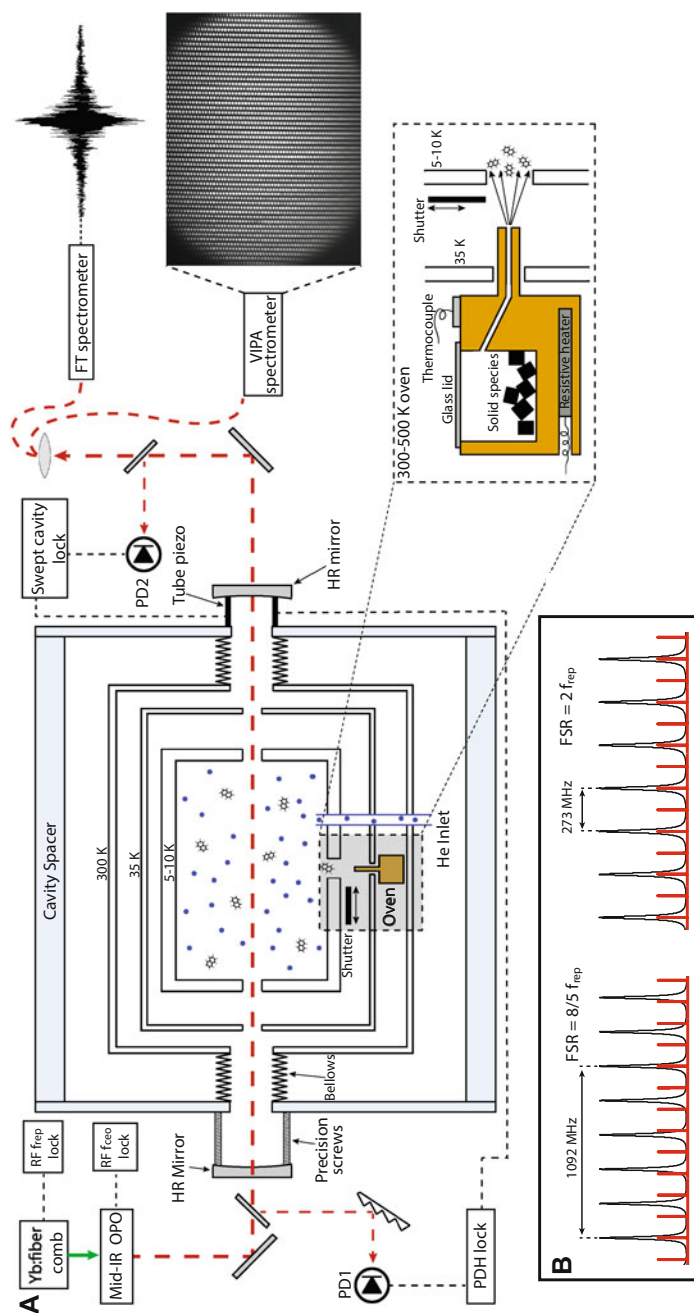 A
Yb:fiber
comb
RF frep
lock
Mid-IR OPO
RF fceo
lock
HR Mirror
Precision
screws
PD1
PDH lock
Bellows
Cavity Spacer
300 K
35 K
5-10 K
Shutter
Oven
He Inlet
Swept cavity
lock
PD2
Tube piezo
HR mirror
FT spectrometer
VIPA
spectrometer
300-500 K oven
Thermocouple
Glass lid
Solid species
Resistive heater
35 K
Shutter
5-10 K
B
1092 MHz
FSR = 8/5 frep
273 MHz
FSR = 2 frep